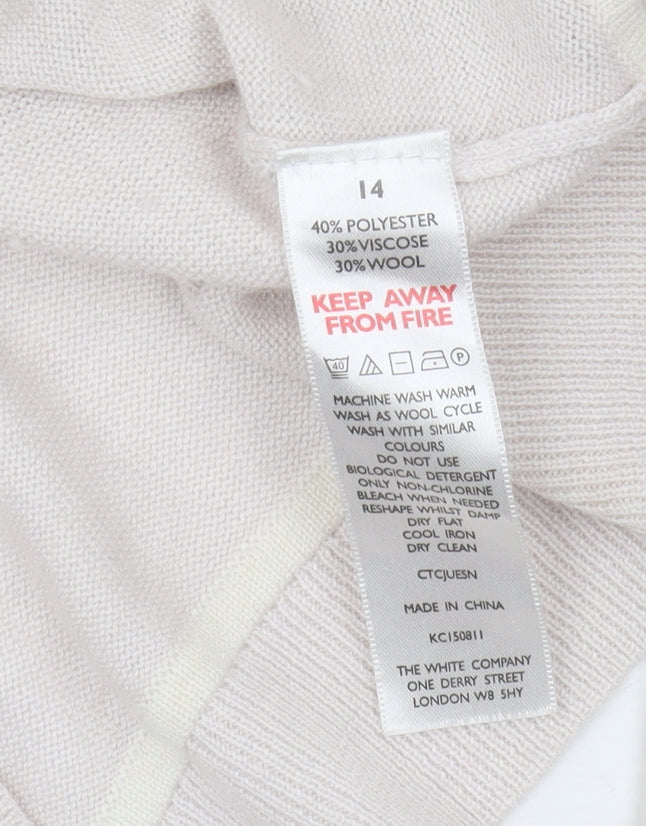 14
40% POLYESTER
30% VISCOSE
30% WOOL
KEEP AWAY
FROM FIRE
40 P
MACHINE WASH WARM
WASH AS WOOL CYCLE
WASH WITH SIMILAR
COLOURS
DO NOT USE
BIOLOGICAL DETERGENT
ONLY NON-CHLORINE
BLEACH WHEN NEEDED
RESHAPE WHILST DAMP
DRY FLAT
COOL IRON
DRY CLEAN
CTCJUESN
MADE IN CHINA
KC150811
THE WHITE COMPANY
ONE DERRY STREET
LONDON W8 5HY